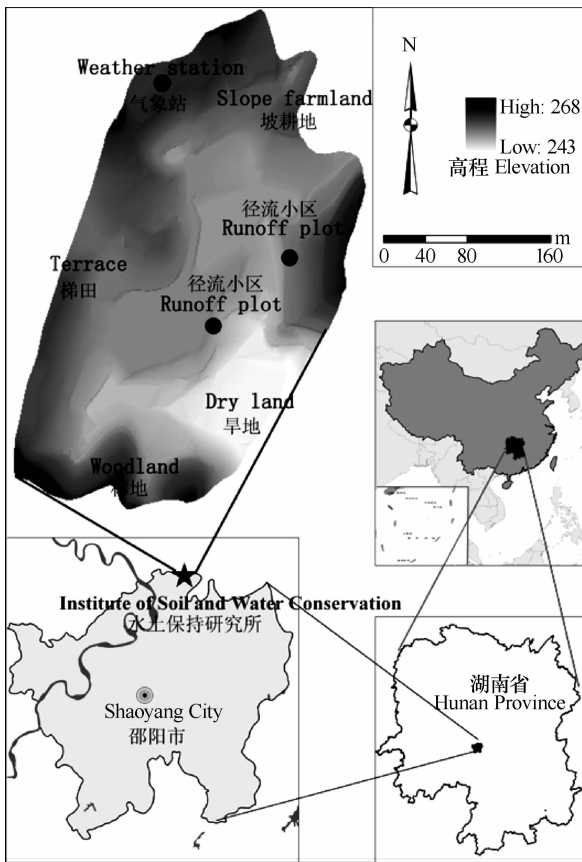 Weather station
气象站
Slope farmland
坡耕地
径流小区
Runoff plot
Terrace
梯田
径流小区
Runoff plot
Dry land
旱地
Woodland
林地
N
High: 268
Low: 243
高程 Elevation
m
0 40 80 160
Institute of Soil and Water Conservation
水土保持研究所
Shaoyang City
邵阳市
湖南省
Hunan Province